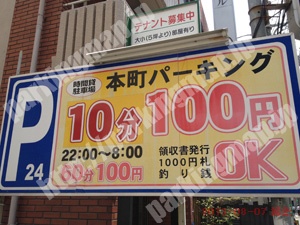 テナント募集中
大小(5年より)部屋有り
時間貸
駐車場
本町パーキング
P
24
10分100円
22:00〜8:00
60分100円
領収書発行
1000円札
釣り銭
OK